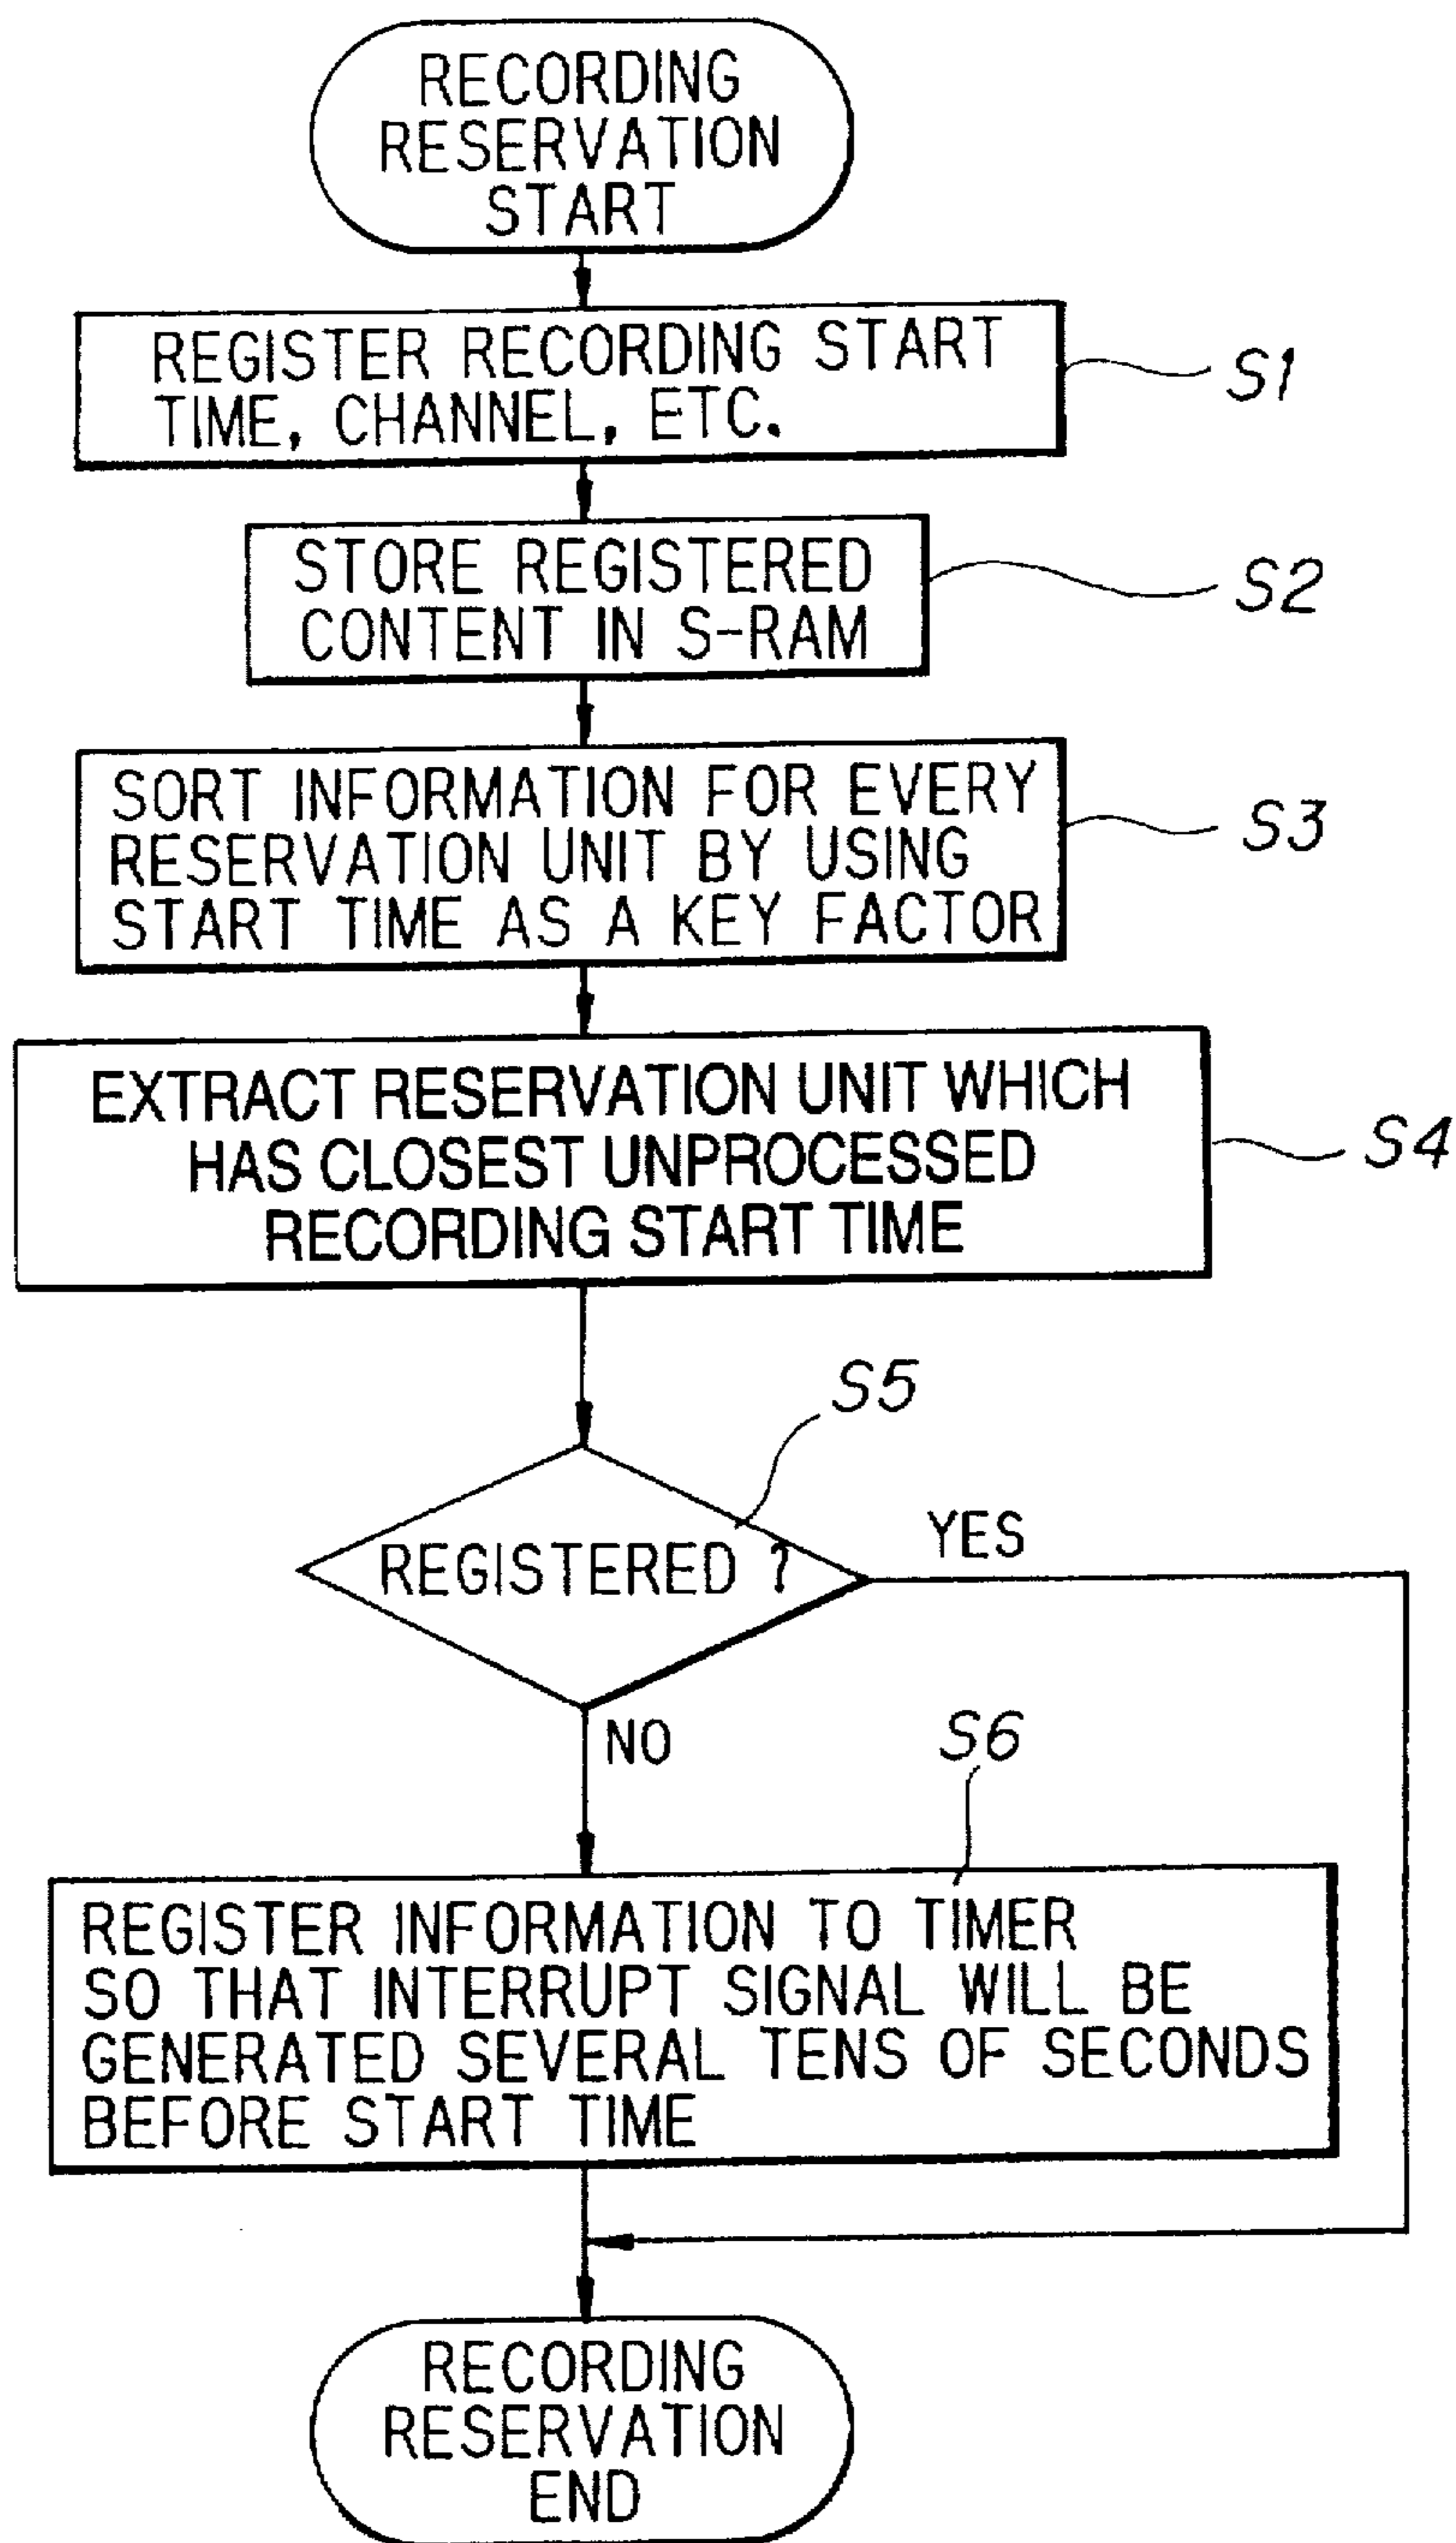 RECORDING
RESERVATION
START
REGISTER RECORDING START
TIME, CHANNEL, ETC.
S1
STORE REGISTERED
CONTENT IN S-RAM
S2
SORT INFORMATION FOR EVERY
RESERVATION UNIT BY USING
START TIME AS A KEY FACTOR
S3
EXTRACT RESERVATION UNIT WHICH
HAS CLOSEST UNPROCESSED
RECORDING START TIME
S4
S5
REGISTERED ?
YES
NO
S6
REGISTER INFORMATION TO TIMER
SO THAT INTERRUPT SIGNAL WILL BE
GENERATED SEVERAL TENS OF SECONDS
BEFORE START TIME
RECORDING
RESERVATION
END